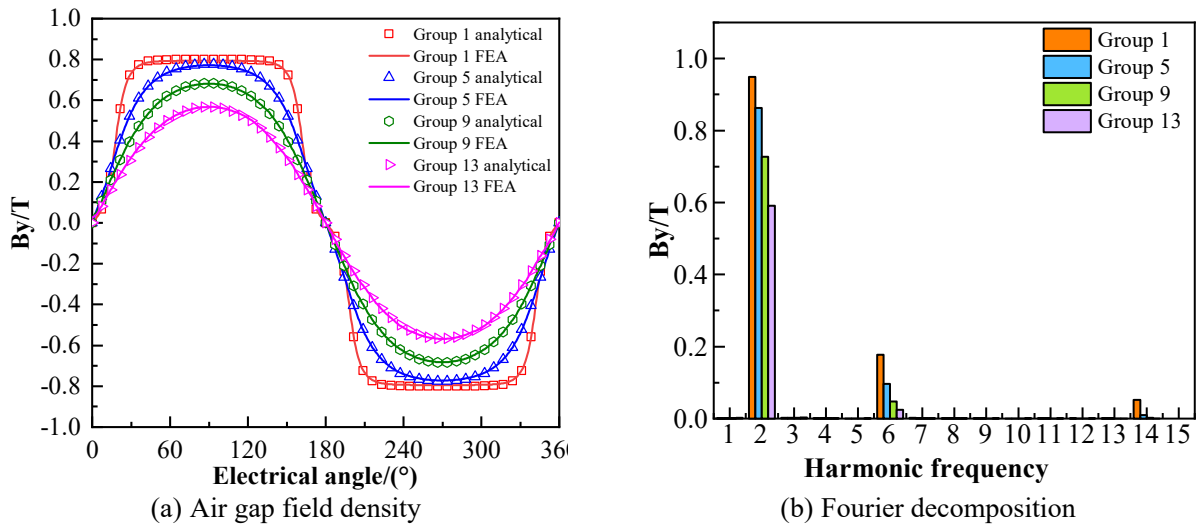 1.0
0.8
0.6
0.4
0.2
0.0
-0.2
-0.4
-0.6
-0.8
-1.0
By/T
0 60 120 180 240 300 360
Electrical angle/(°)
Group 1 analytical
Group 1 FEA
Group 5 analytical
Group 5 FEA
Group 9 analytical
Group 9 FEA
Group 13 analytical
Group 13 FEA
(a) Air gap field density
1.0
0.8
0.6
0.4
0.2
0.0
By/T
1 2 3 4 5 6 7 8 9 10 11 12 13 14 15
Harmonic frequency
Group 1
Group 5
Group 9
Group 13
(b) Fourier decomposition